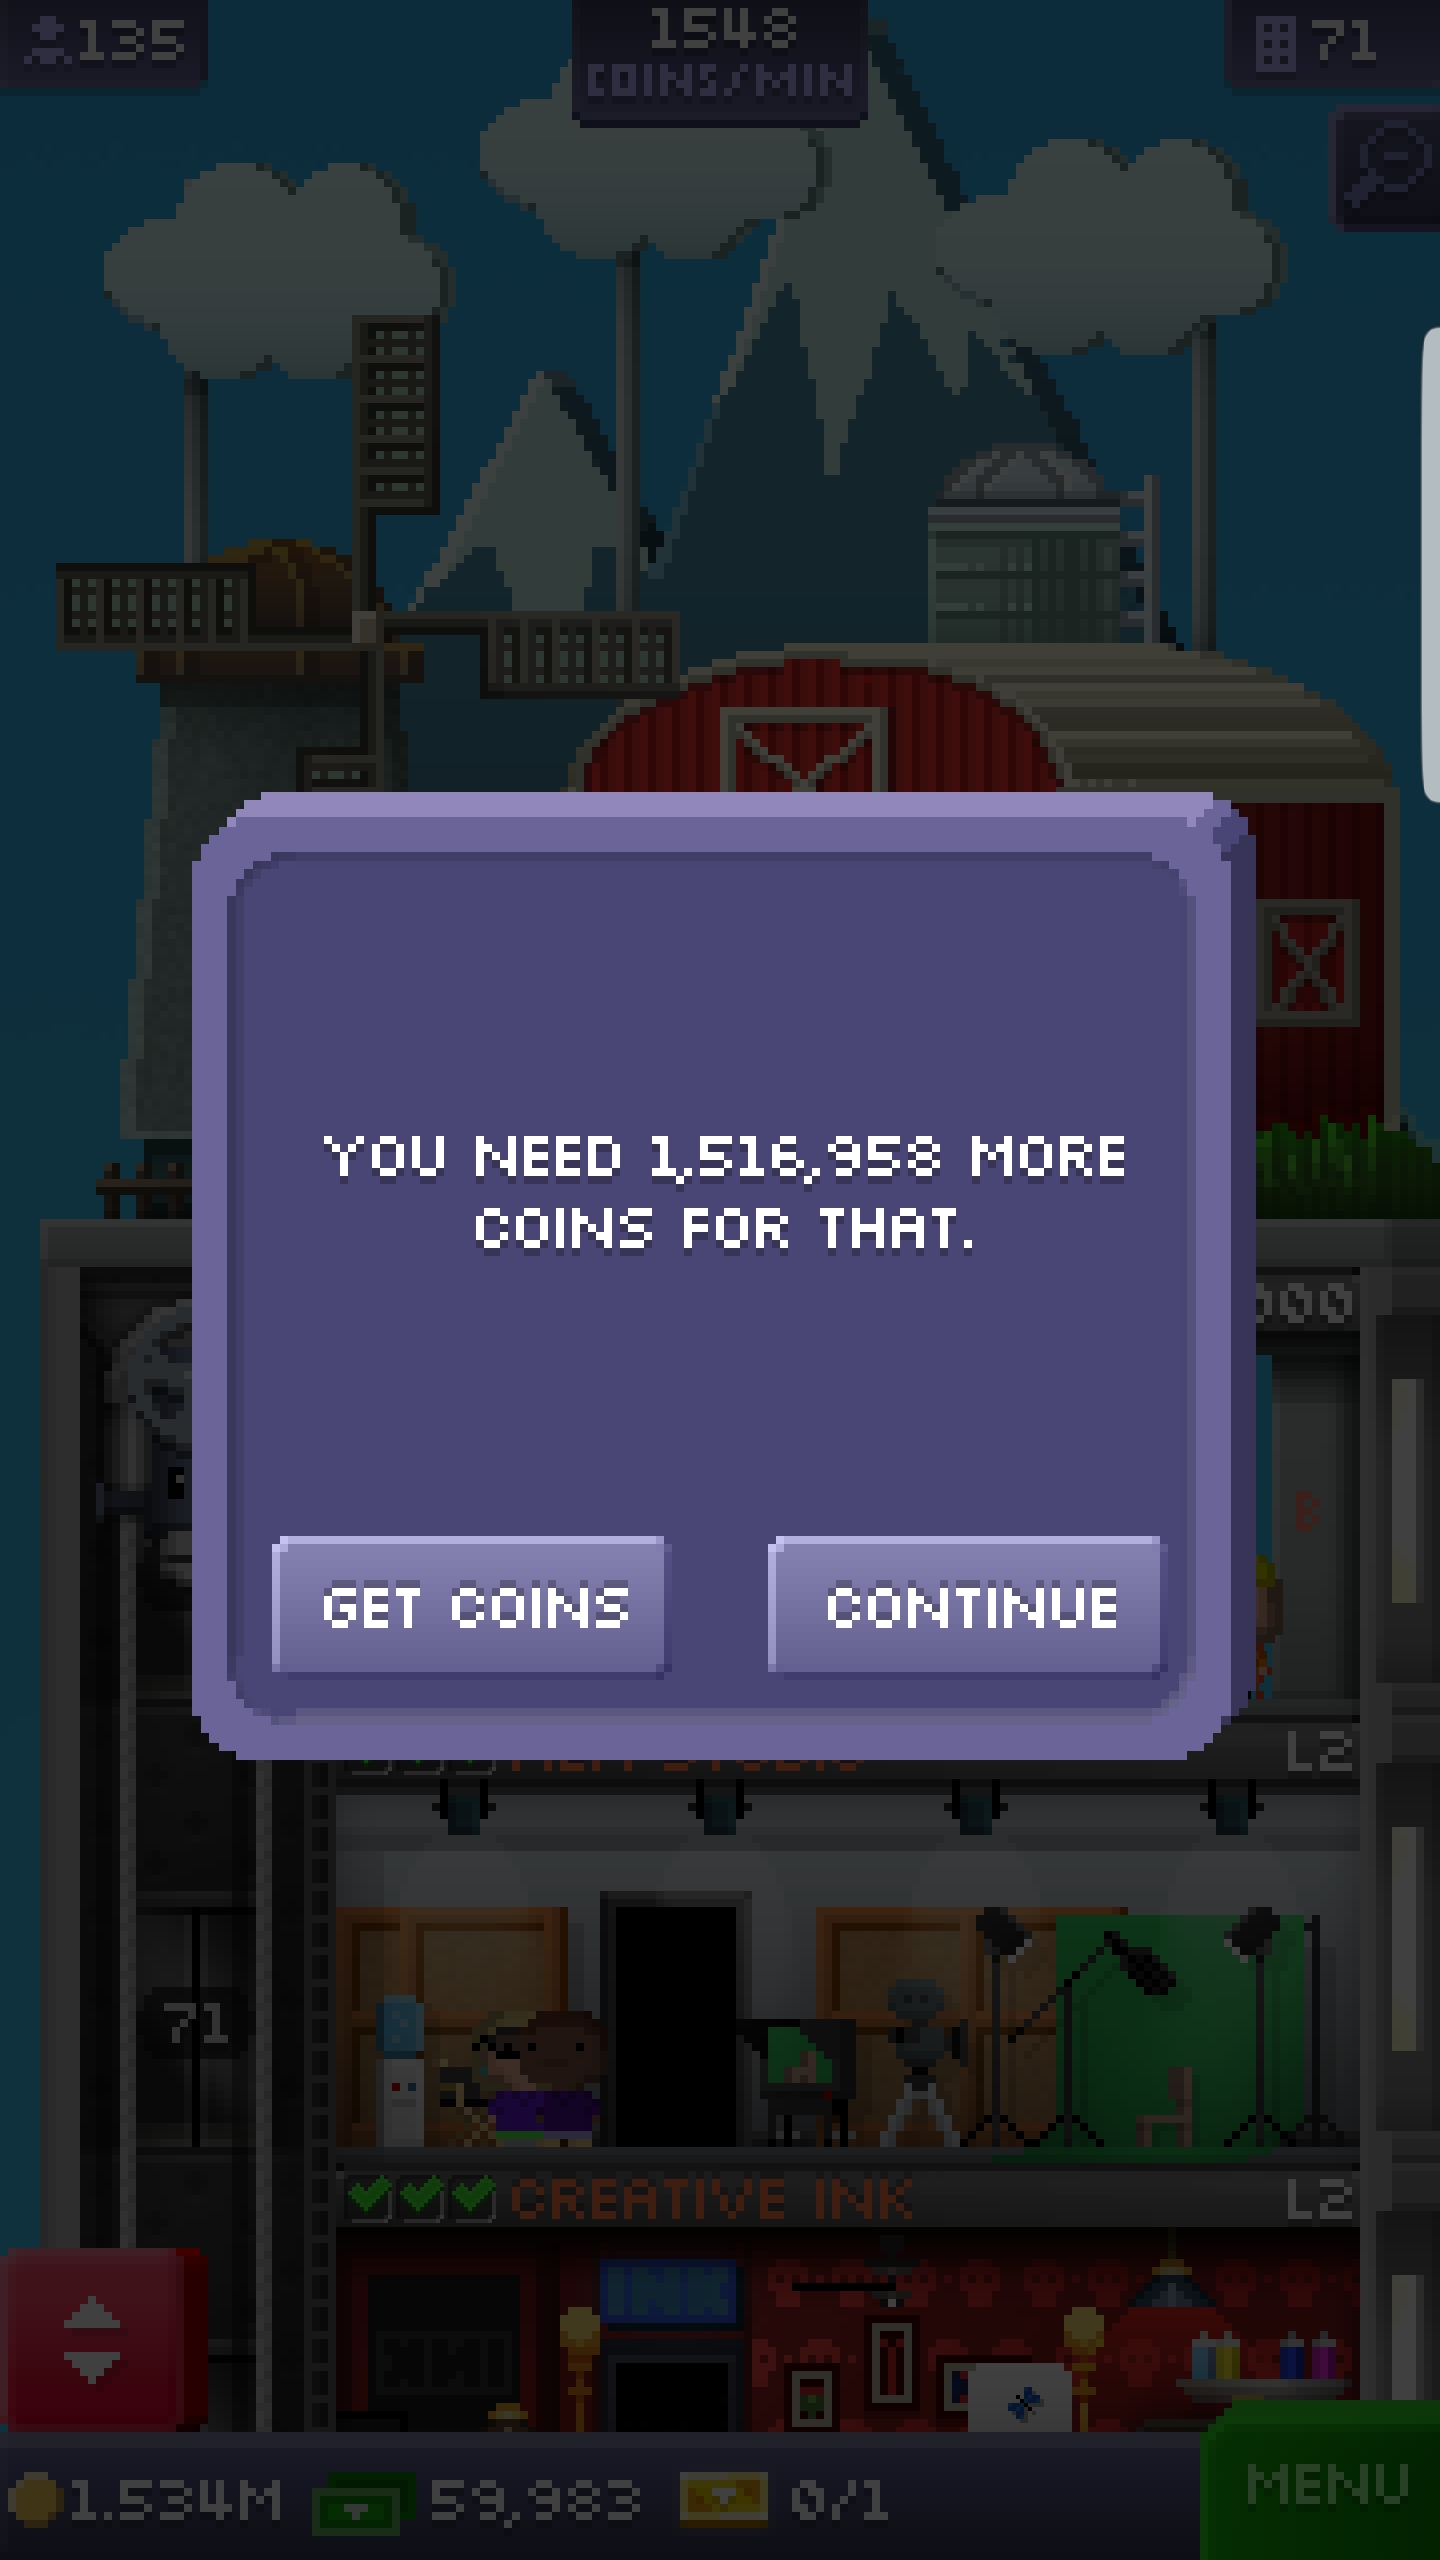 135
1548
COINS/MIN
71
YOU NEED 1,516,958 MORE
COINS FOR THAT.
000
B
GET COINS
CONTINUE
L2
71
CREATIVE INK
L2
INK
1.534M
59,983
0/1
MENU